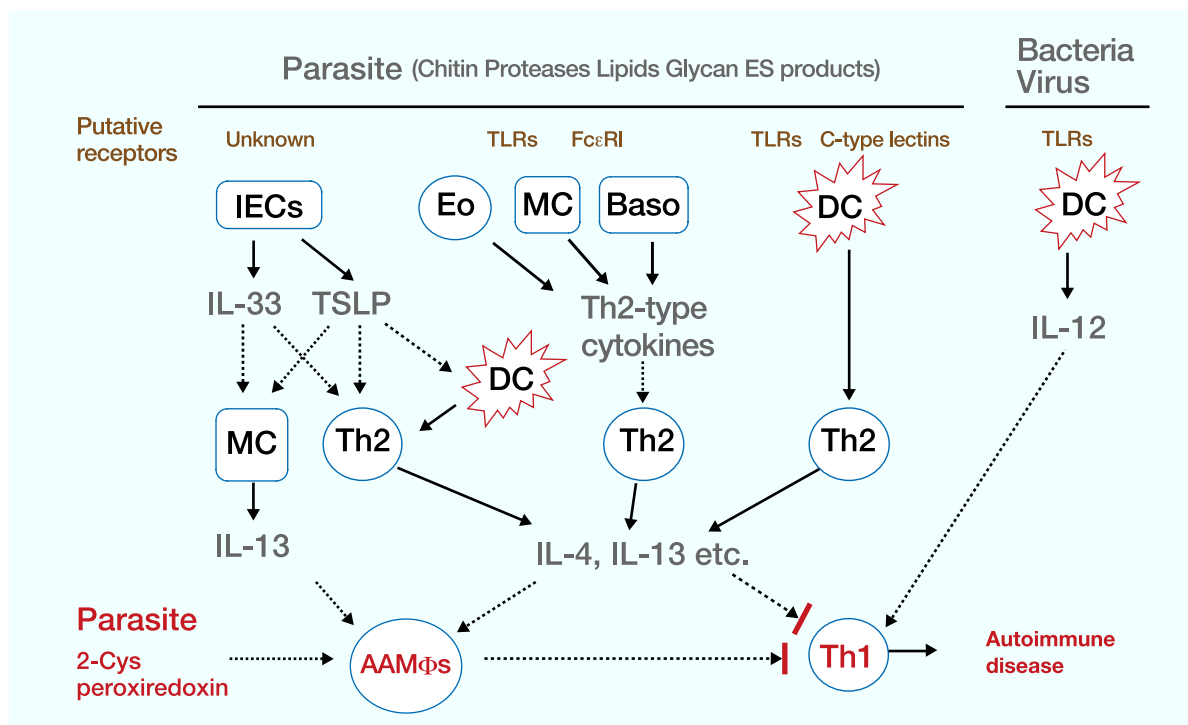 Parasite (Chitin Proteases Lipids Glycan ES products)
Bacteria
Virus
Putative
receptors
Unknown
TLRs FcεRI
TLRs C-type lectins
TLRs
IECs
Eo
MC
Baso
DC
DC
IL-33
TSLP
Th2-type
cytokines
IL-12
DC
MC
Th2
Th2
Th2
IL-13
IL-4, IL-13 etc.
Parasite
2-Cys
peroxiredoxin
AAMΦs
Th1
Autoimmune
disease